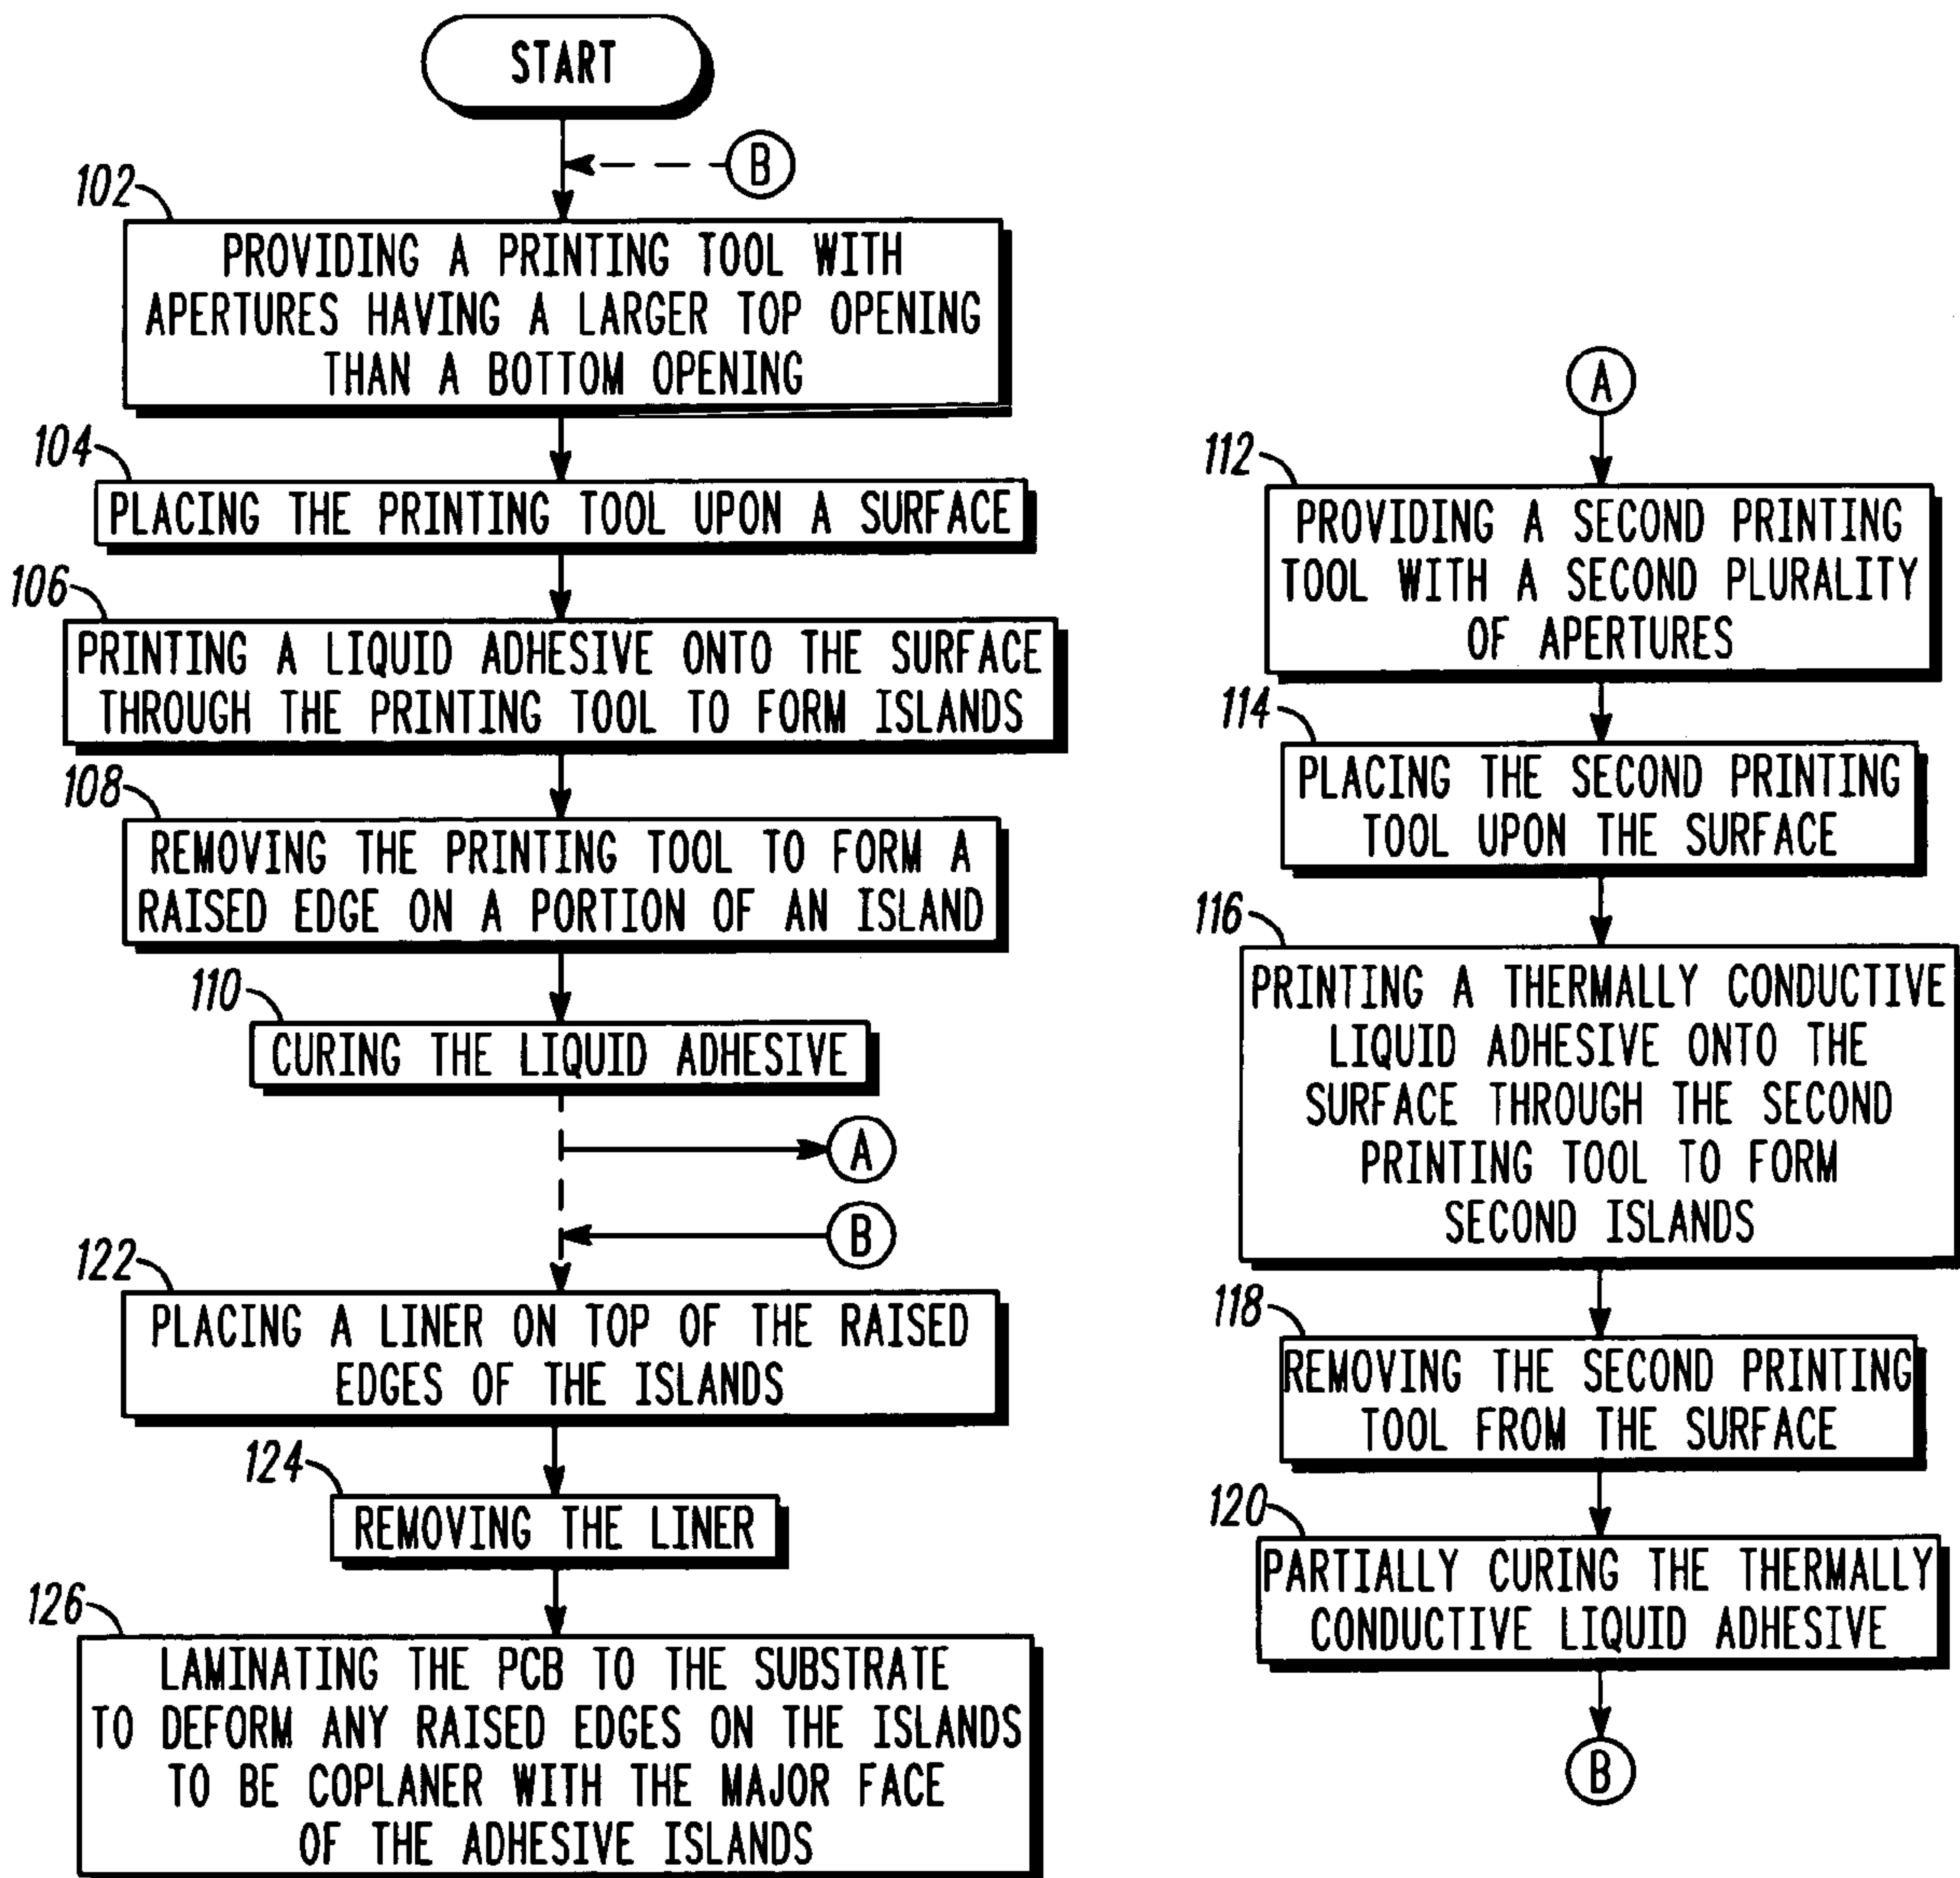 START
B
102
PROVIDING A PRINTING TOOL WITH
APERTURES HAVING A LARGER TOP OPENING
THAN A BOTTOM OPENING
104
PLACING THE PRINTING TOOL UPON A SURFACE
106
PRINTING A LIQUID ADHESIVE ONTO THE SURFACE
THROUGH THE PRINTING TOOL TO FORM ISLANDS
108
REMOVING THE PRINTING TOOL TO FORM A
RAISED EDGE ON A PORTION OF AN ISLAND
110
CURING THE LIQUID ADHESIVE
A
B
122
PLACING A LINER ON TOP OF THE RAISED
EDGES OF THE ISLANDS
124
REMOVING THE LINER
126
LAMINATING THE PCB TO THE SUBSTRATE
TO DEFORM ANY RAISED EDGES ON THE ISLANDS
TO BE COPLANER WITH THE MAJOR FACE
OF THE ADHESIVE ISLANDS
A
112
PROVIDING A SECOND PRINTING
TOOL WITH A SECOND PLURALITY
OF APERTURES
114
PLACING THE SECOND PRINTING
TOOL UPON THE SURFACE
116
PRINTING A THERMALLY CONDUCTIVE
LIQUID ADHESIVE ONTO THE
SURFACE THROUGH THE SECOND
PRINTING TOOL TO FORM
SECOND ISLANDS
118
REMOVING THE SECOND PRINTING
TOOL FROM THE SURFACE
120
PARTIALLY CURING THE THERMALLY
CONDUCTIVE LIQUID ADHESIVE
B